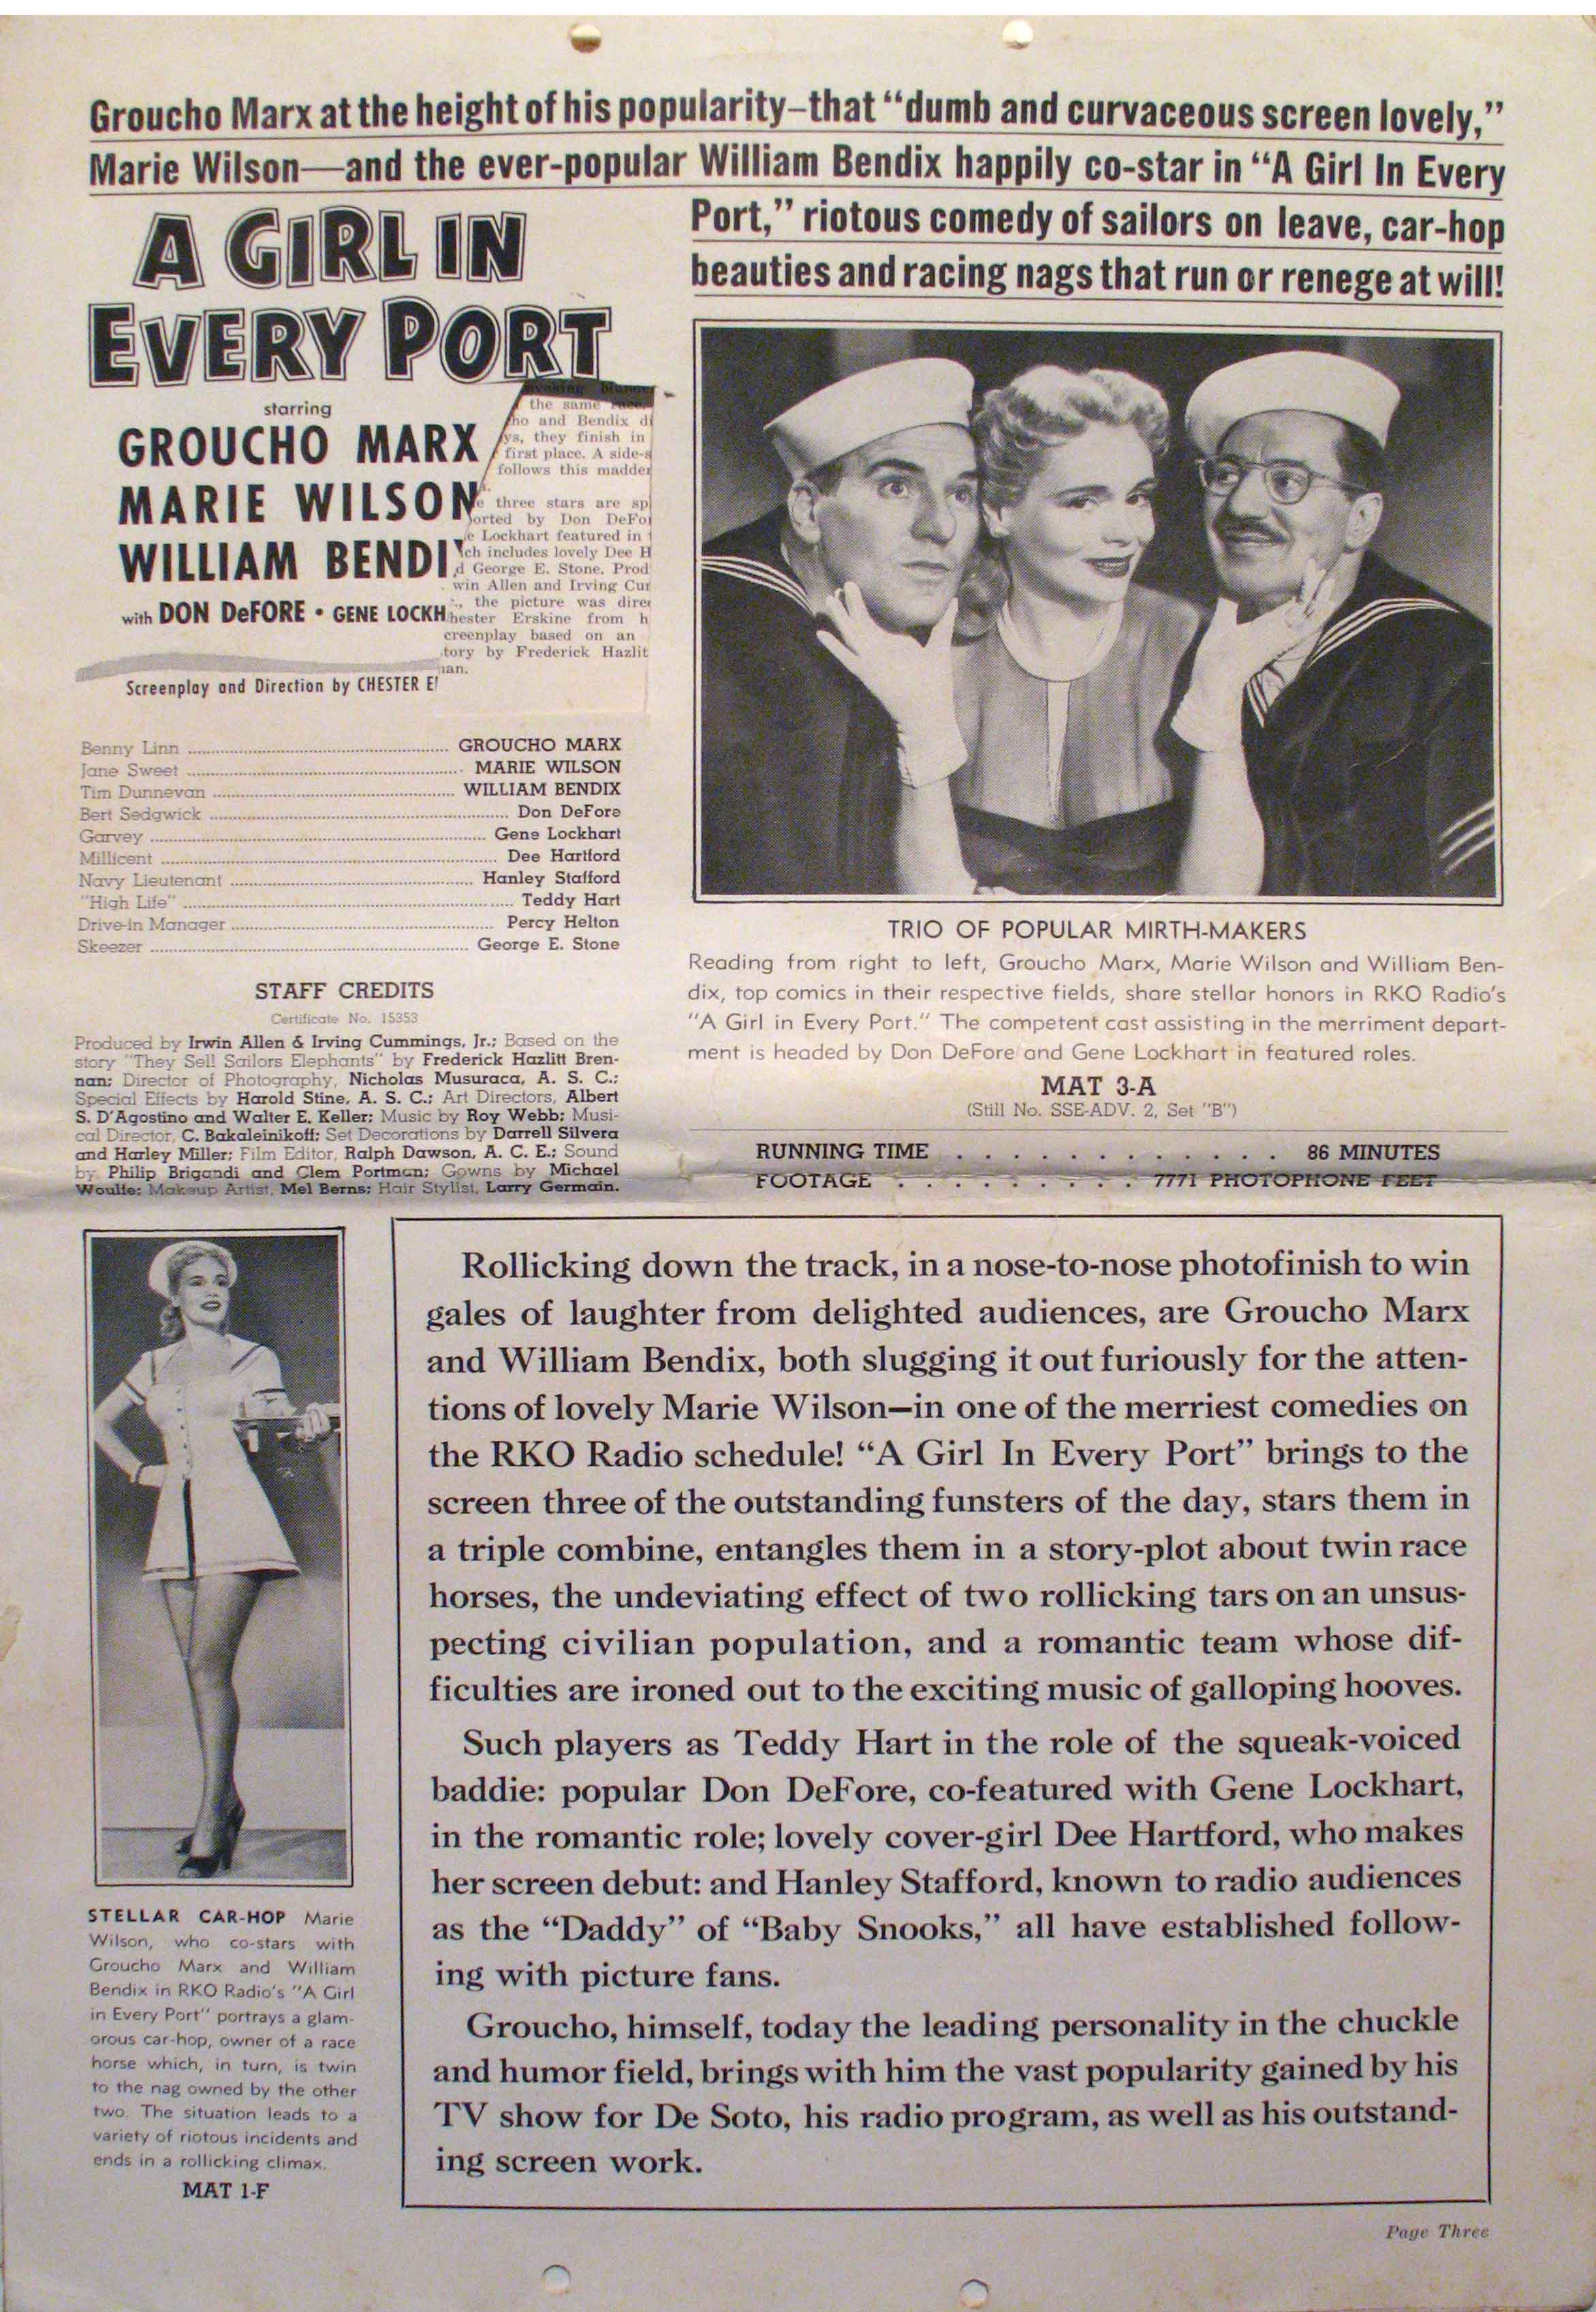 Groucho Marx at the height of his popularity–that “dumb and curvaceous screen lovely,”
Marie Wilson—and the ever-popular William Bendix happily co-star in “A Girl In Every
Port,” riotous comedy of sailors on leave, car-hop
beauties and racing nags that run or renege at will!
A GIRL IN
EVERY PORT
starring
GROUCHO MARX
MARIE WILSON
WILLIAM BENDI
with DON DeFORE • GENE LOCKH
Screenplay and Direction by CHESTER E
the same
ho and Bendix di
ys, they finish in
first place. A side-s
follows this madder
three stars are sp
orted by Don DeFo
e Lockhart featured in
ch includes lovely Dee H
d George E. Stone. Prod
win Allen and Irving Cu
the picture was dire
hester Erskine from h
creenplay based on an
tory by Frederick Hazlit
nan.
Benny Linn ........ GROUCHO MARX
Jane Sweet ........ MARIE WILSON
Tim Dunnevan ........ WILLIAM BENDIX
Bert Sedgwick ........ Don DeFore
Garvey ........ Gene Lockhart
Millicent ........ Dee Hartford
Navy Lieutenant ........ Hanley Stafford
"High Life" ........ Teddy Hart
Drive-in Manager ........ Percy Helton
Skeezer ........ George E. Stone
STAFF CREDITS
Certificate No. 15353
Produced by Irwin Allen & Irving Cummings, Jr.; Based on the
story "They Sell Sailors Elephants" by Frederick Hazlitt Bren-
nan; Director of Photography, Nicholas Musuraca, A. S. C.;
Special Effects by Harold Stine, A. S. C.; Art Directors, Albert
S. D'Agostino and Walter E. Keller; Music by Roy Webb; Musi-
cal Director, C. Bakaleinikoff; Set Decorations by Darrell Silvera
and Harley Miller; Film Editor, Ralph Dawson, A. C. E.; Sound
by Philip Brigandi and Clem Portman; Gowns by Michael
Woulfe; Makeup Artist, Mel Berns; Hair Stylist, Larry Germain.
TRIO OF POPULAR MIRTH-MAKERS
Reading from right to left, Groucho Marx, Marie Wilson and William Ben-
dix, top comics in their respective fields, share stellar honors in RKO Radio's
"A Girl in Every Port." The competent cast assisting in the merriment depart-
ment is headed by Don DeFore and Gene Lockhart in featured roles.
MAT 3-A
(Still No. SSE-ADV. 2, Set "B")
RUNNING TIME . . . . . . . . . . . . . 86 MINUTES
FOOTAGE . . . . . . . . . 7771 PHOTOPHONE FEET
Rollicking down the track, in a nose-to-nose photofinish to win
gales of laughter from delighted audiences, are Groucho Marx
and William Bendix, both slugging it out furiously for the atten-
tions of lovely Marie Wilson—in one of the merriest comedies on
the RKO Radio schedule! “A Girl In Every Port” brings to the
screen three of the outstanding funsters of the day, stars them in
a triple combine, entangles them in a story-plot about twin race
horses, the undeviating effect of two rollicking tars on an unsus-
pecting civilian population, and a romantic team whose dif-
ficulties are ironed out to the exciting music of galloping hooves.
Such players as Teddy Hart in the role of the squeak-voiced
baddie: popular Don DeFore, co-featured with Gene Lockhart,
in the romantic role; lovely cover-girl Dee Hartford, who makes
her screen debut: and Hanley Stafford, known to radio audiences
as the “Daddy” of “Baby Snooks,” all have established follow-
ing with picture fans.
Groucho, himself, today the leading personality in the chuckle
and humor field, brings with him the vast popularity gained by his
TV show for De Soto, his radio program, as well as his outstand-
ing screen work.
STELLAR CAR-HOP Marie
Wilson, who co-stars with
Groucho Marx and William
Bendix in RKO Radio's "A Girl
in Every Port" portrays a glam-
orous car-hop, owner of a race
horse which, in turn, is twin
to the nag owned by the other
two. The situation leads to a
variety of riotous incidents and
ends in a rollicking climax.
MAT 1-F
Page Three